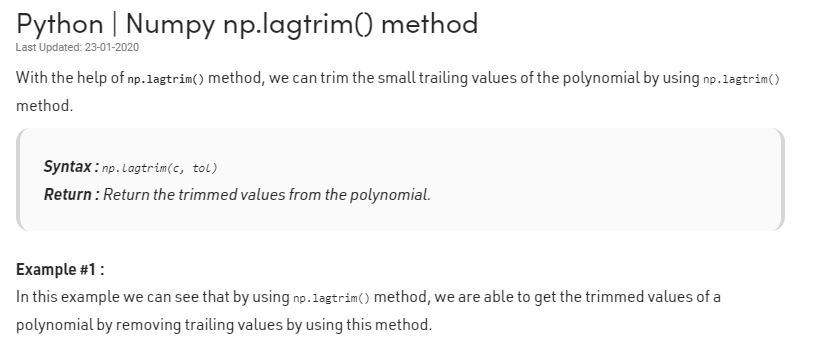 Python | Numpy np.lagtrim() method
Last Updated: 23-01-2020
With the help of np.lagtrim() method, we can trim the small trailing values of the polynomial by using np.lagtrim()
method.
Syntax : np.lagtrim(c, tol)
Return : Return the trimmed values from the polynomial.
Example #1 :
In this example we can see that by using np.lagtrim() method, we are able to get the trimmed values of a
polynomial by removing trailing values by using this method.